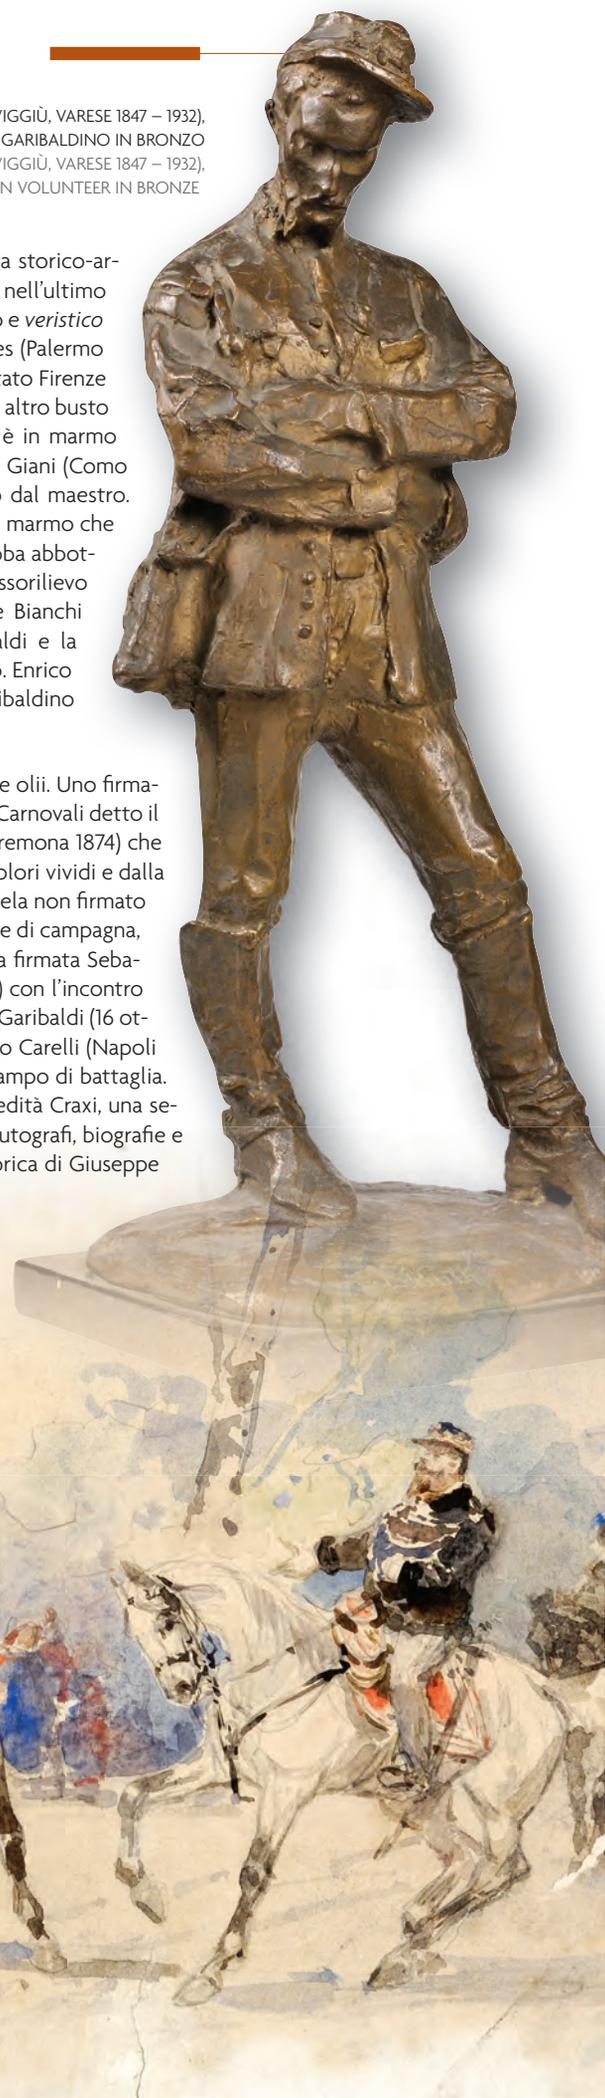 VIGGIÙ, VARESE 1847 – 1932),
GARIBALDINO IN BRONZO
VIGGIÙ, VARESE 1847 – 1932),
N VOLUNTEER IN BRONZE
a storico-ar-
nell’ultimo
o e veristico
es (Palermo
ato Firenze
altro busto
è in marmo
Giani (Como
o dal maestro.
marmo che
ba abbot-
ssorilievo
e Bianchi
aldi e la
o. Enrico
ibaldino
e olii. Uno firma-
Carnovali detto il
remona 1874) che
olori vividi e dalla
ela non firmato
e di campagna,
a firmata Seba-
) con l’incontro
Garibaldi (16 ot-
o Carelli (Napoli
ampo di battaglia.
edità Craxi, una se-
utografi, biografie e
orica di Giuseppe